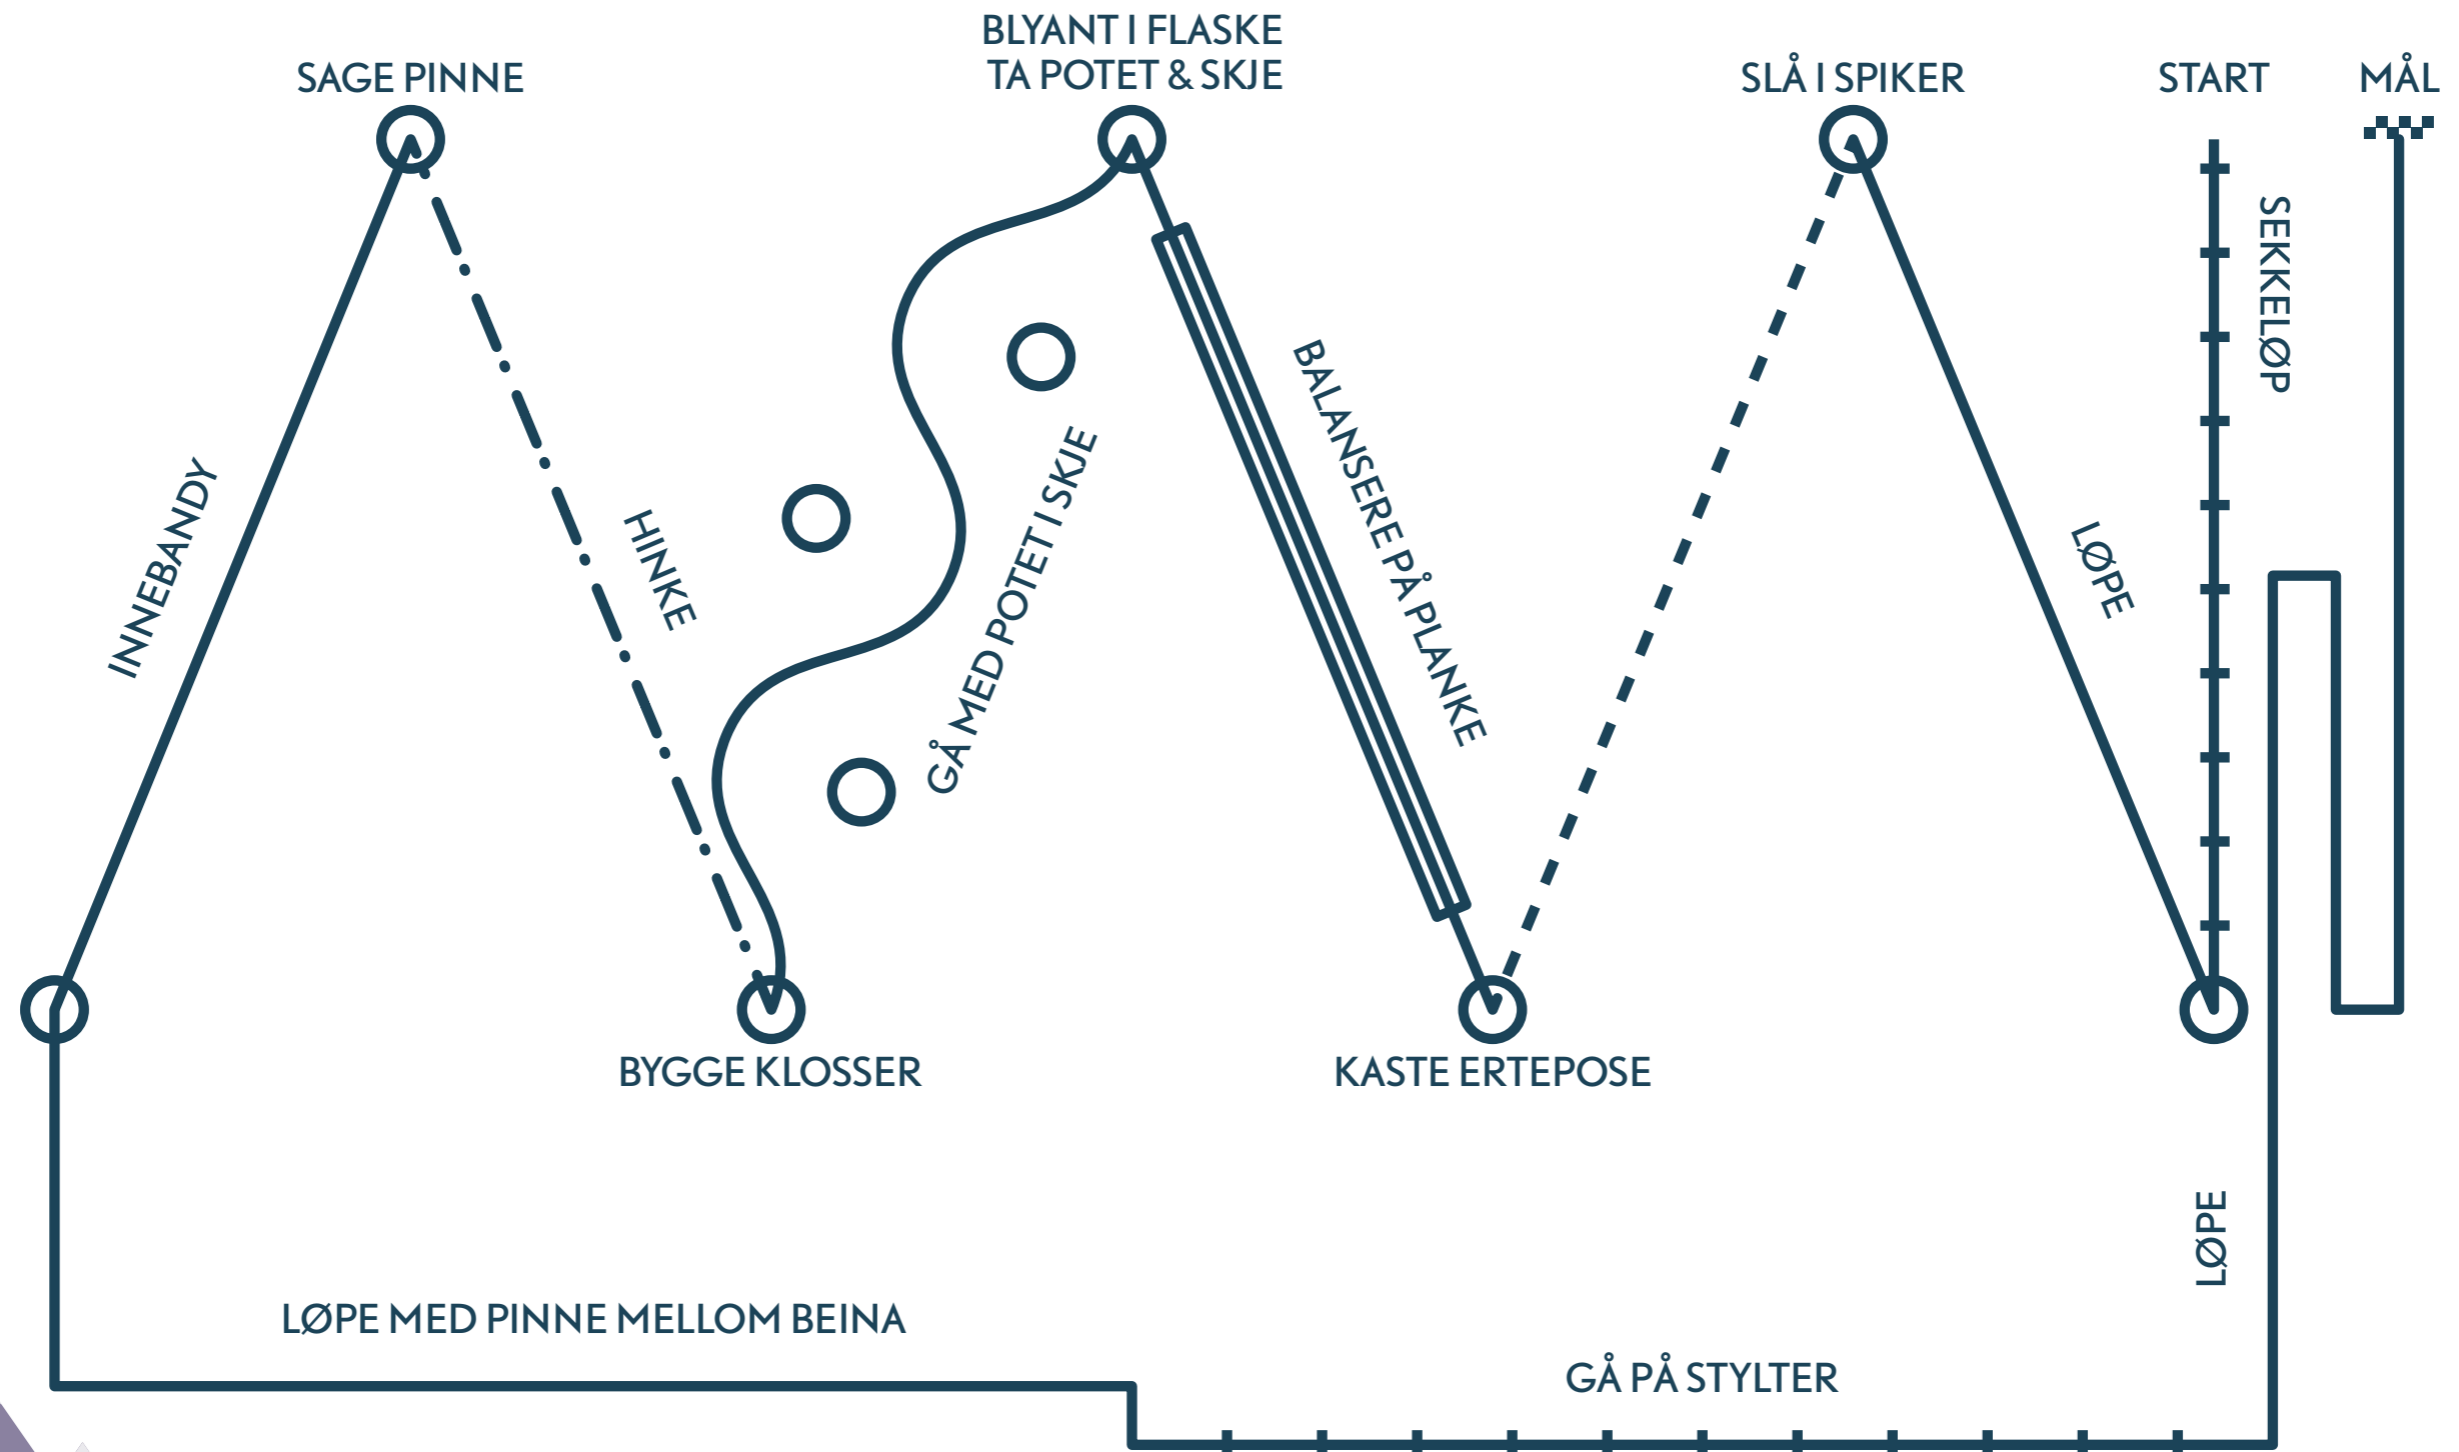 BLYANT I FLASKE
TA POTET & SKJE
SAGE PINNE
SLÅ I SPIKER
START
MÅL
SEKKELØP
LØPE
BALANSERE PÅ PLANKE
GÅ MED POTET I SKJE
HINKE
INNEBANDY
BYGGE KLOSSER
KASTE ERTEPOSE
LØPE
LØPE MED PINNE MELLOM BEINA
GÅ PÅ STYLTER